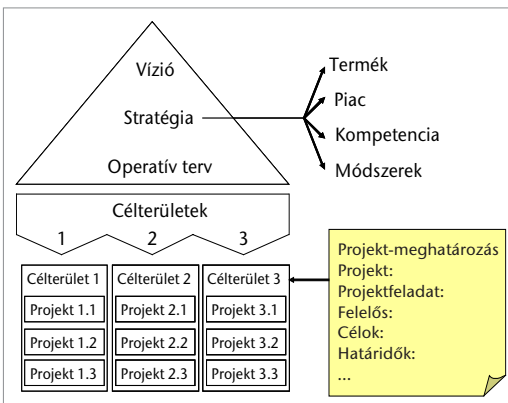 Vízió
Stratégia
Operatív terv
Termék
Piac
Kompetencia
Módszerek
Célterületek
1 2 3
Célterület 1
Projekt 1.1
Projekt 1.2
Projekt 1.3
Célterület 2
Projekt 2.1
Projekt 2.2
Projekt 2.3
Célterület 3
Projekt 3.1
Projekt 3.2
Projekt 3.3
Projekt-meghatározás
Projekt:
Projektfeladat:
Felelős:
Célok:
Határidők:
...